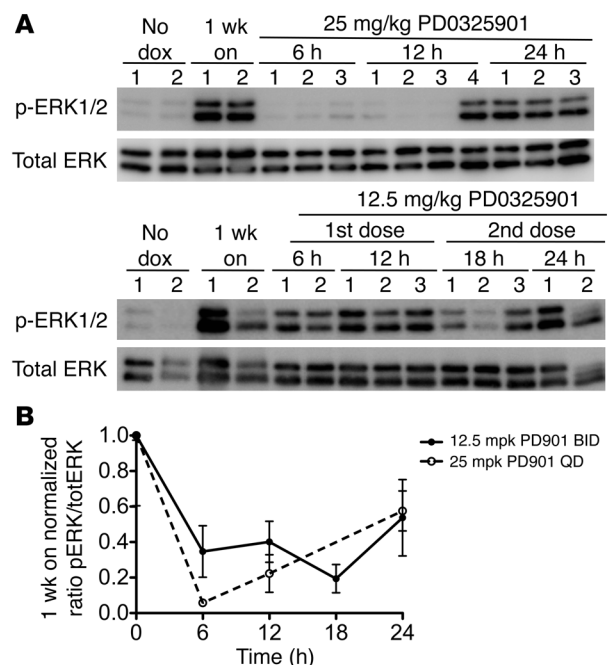 A
No dox
1 wk on
25 mg/kg PD0325901
6 h 12 h 24 h
1 2 1 2 1 2 3 1 2 3 4 1 2 3
p-ERK1/2
Total ERK
12.5 mg/kg PD0325901
No dox
1 wk on
1st dose 2nd dose
6 h 12 h 18 h 24 h
1 2 1 2 1 2 1 2 3 1 2 3 1 2
p-ERK1/2
Total ERK
B
1 wk on normalized
ratio pERK/totERK
1.0
0.8
0.6
0.4
0.2
0.0
0 6 12 18 24
Time (h)
12.5 mpk PD901 BID
25 mpk PD901 QD